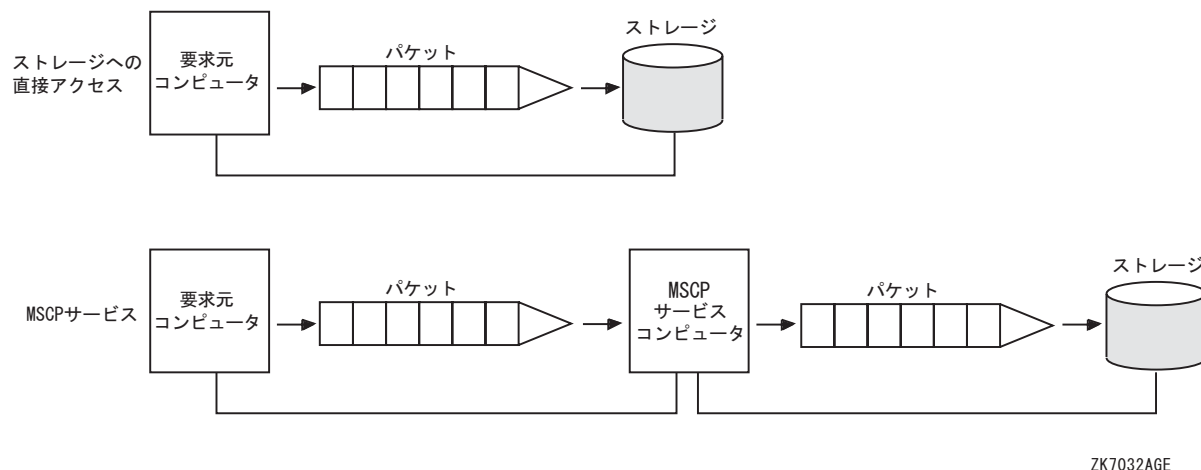 ストレージへの
直接アクセス
要求元
コンピュータ
パケット
ストレージ
MSCPサービス
要求元
コンピュータ
パケット
MSCP
サービス
コンピュータ
パケット
ストレージ
ZK7032AGE